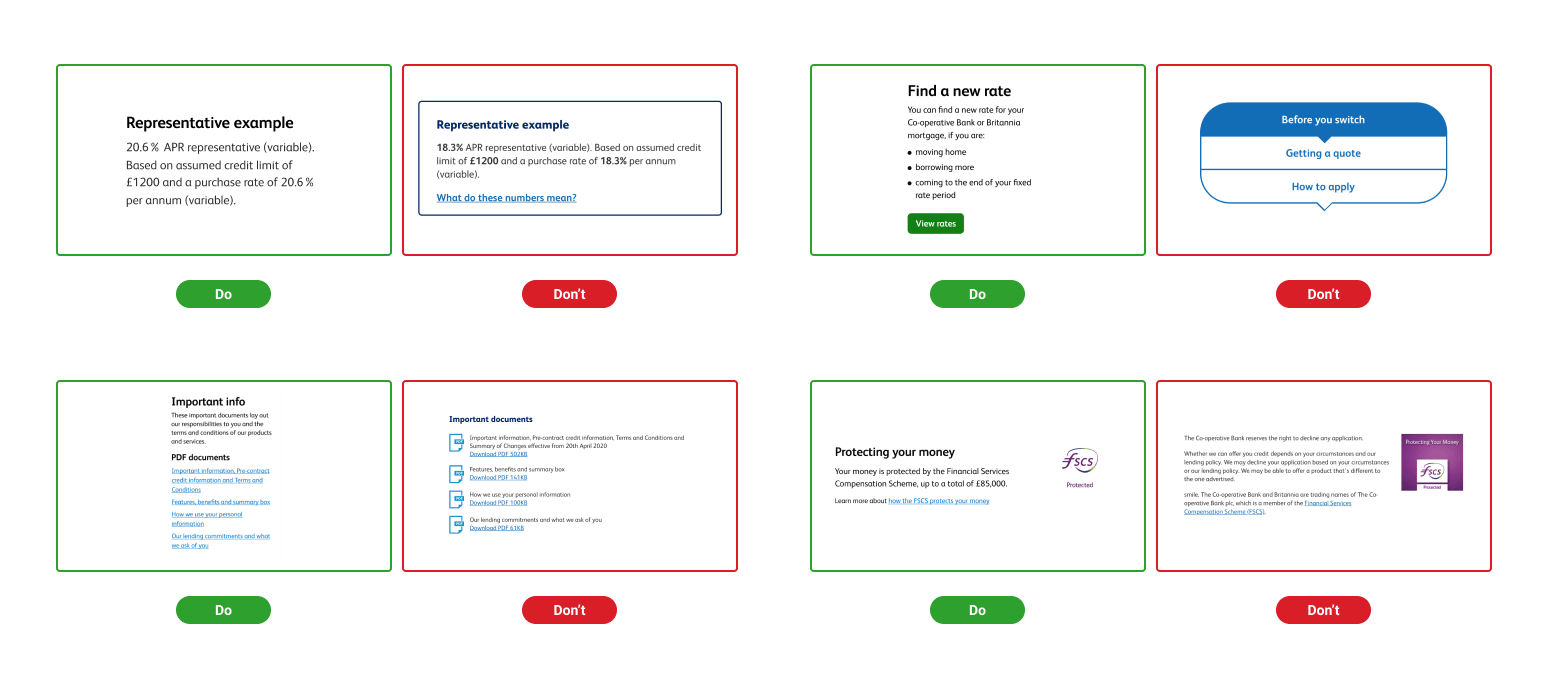 Representative example
20.6 % APR representative (variable).
Based on assumed credit limit of
£1200 and a purchase rate of 20.6 %
per annum (variable).
Do
Representative example
18.3% APR representative (variable). Based on assumed credit
limit of £1200 and a purchase rate of 18.3% per annum
(variable).
What do these numbers mean?
Don't
Find a new rate
You can find a new rate for your
Co-operative Bank or Britannia
mortgage, if you are:
• moving home
• borrowing more
• coming to the end of your fixed
rate period
View rates
Do
Before you switch
Getting a quote
How to apply
Don't
Important info
These important documents lay out
our responsibilities to you and the
terms and conditions of our products
and services.
PDF documents
Important information, Pre-contract
credit information and Terms and
Conditions
Features, benefits and summary box
How we use your personal
information
Our lending commitments and what
we ask of you
Do
Important documents
PDF
Important information, Pre-contract credit information, Terms and Conditions and
Summary of Changes effective from 20th April 2020
Download PDF 502KB
PDF
Features, benefits and summary box
Download PDF 141KB
PDF
How we use your personal information
Download PDF 100KB
PDF
Our lending commitments and what we ask of you
Download PDF 61KB
Don't
Protecting your money
Your money is protected by the Financial Services
Compensation Scheme, up to a total of £85,000.
Learn more about how the FSCS protects your money
fscs
Protected
Do
The Co-operative Bank reserves the right to decline any application.
Whether we can offer you credit depends on your circumstances and our
lending policy. We may decline your application based on your circumstances
or our lending policy. We may be able to offer a product that's different to
the one advertised.
smile, The Co-operative Bank and Britannia are trading names of The Co-
operative Bank plc, which is a member of the Financial Services
Compensation Scheme (FSCS).
Protecting Your Money
fscs
Protected
Don't